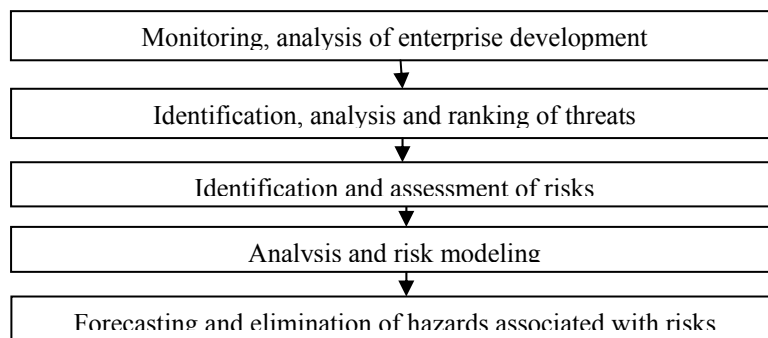 Monitoring, analysis of enterprise development
Identification, analysis and ranking of threats
Identification and assessment of risks
Analysis and risk modeling
Forecasting and elimination of hazards associated with risks